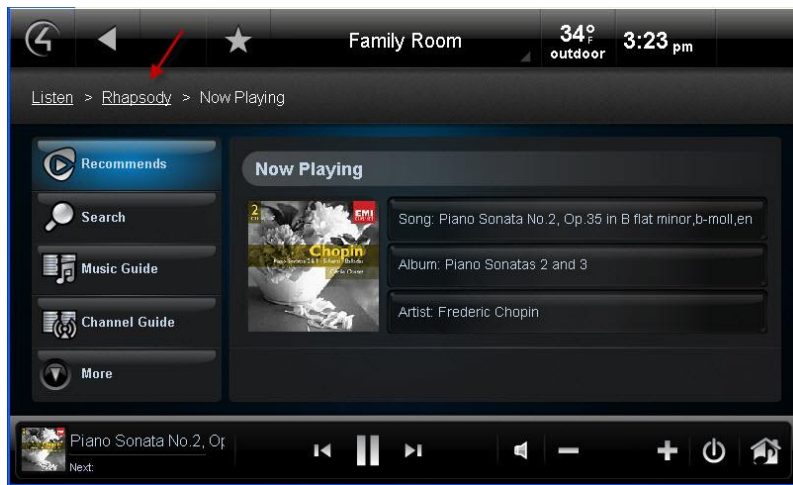 Family Room
34°F
outdoor
3:23 pm
Listen > Rhapsody > Now Playing
Recommends
Search
Music Guide
Channel Guide
More
Now Playing
2
EMI
Chopin
Song: Piano Sonata No.2, Op.35 in B flat minor,b-moll,en
Album: Piano Sonatas 2 and 3
Artist: Frederic Chopin
Piano Sonata No.2, Op
Next: